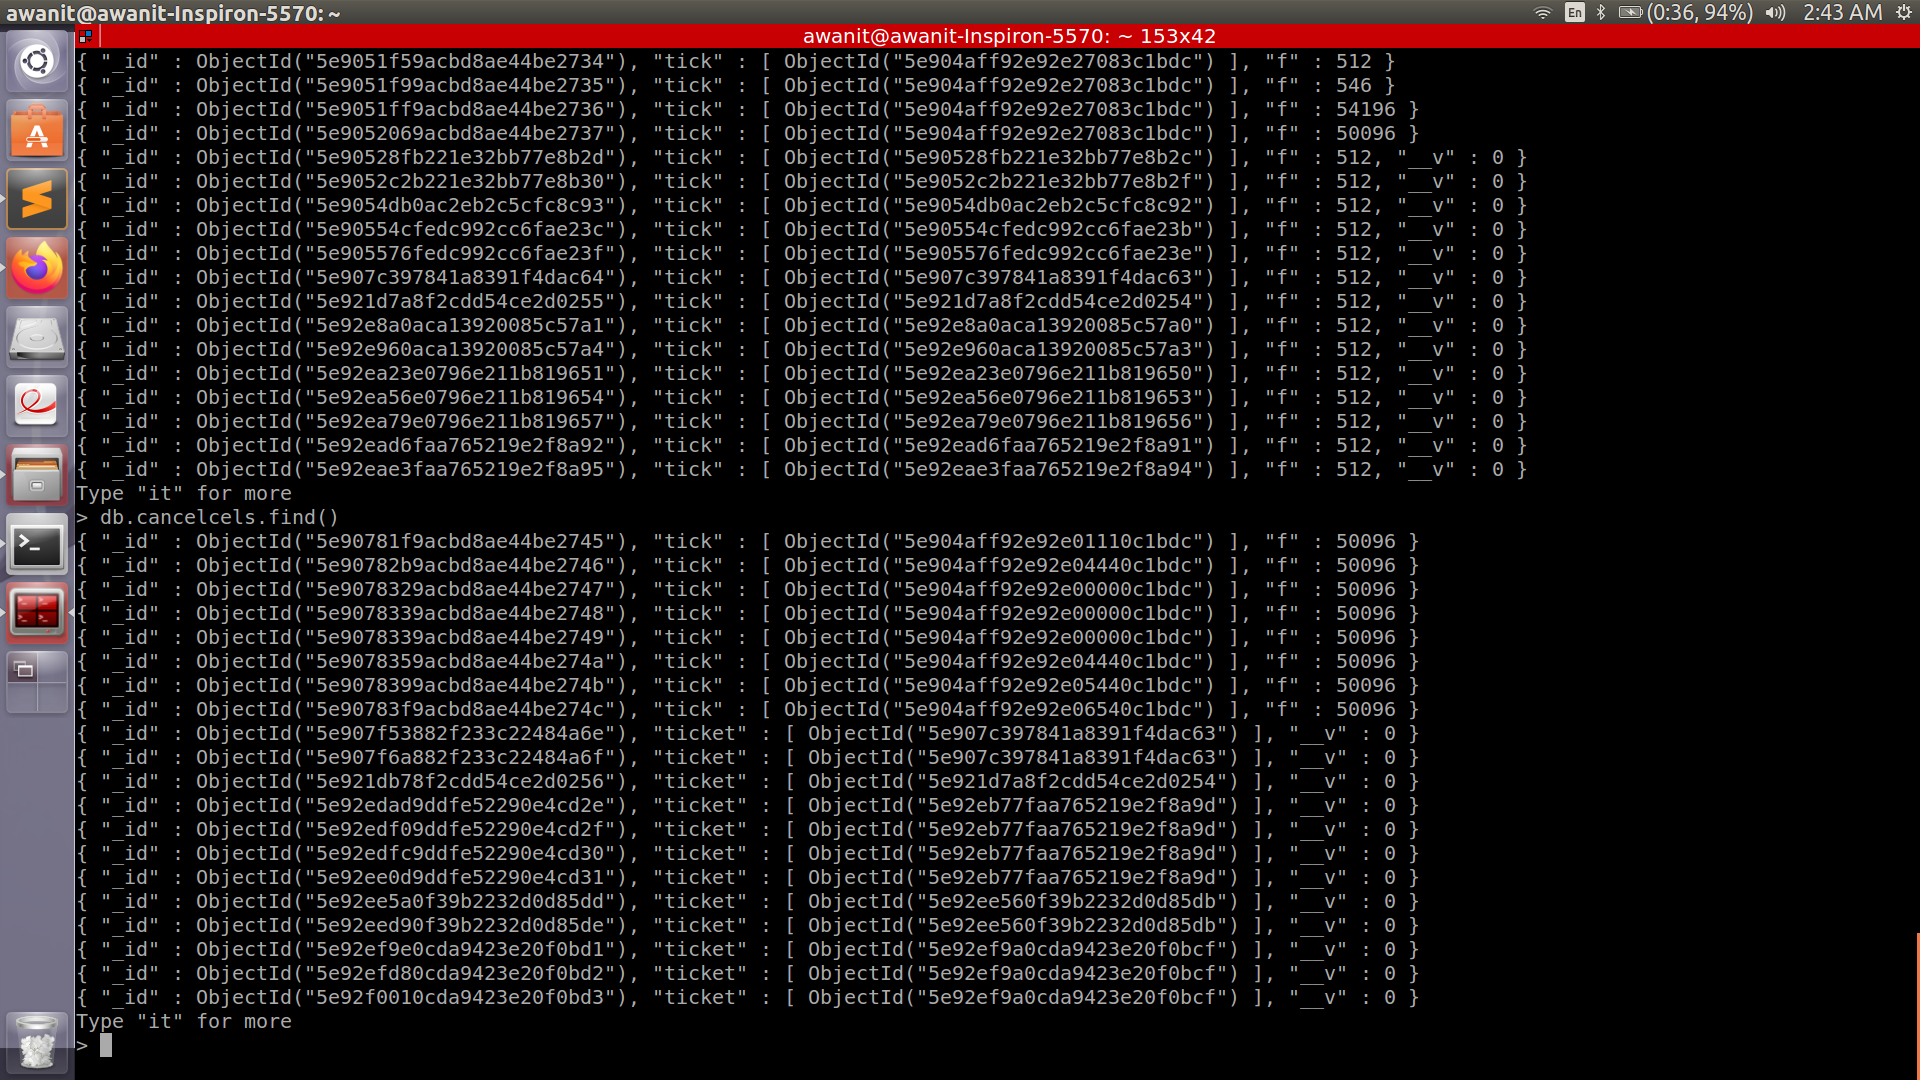 awanit@awanit-Inspiron-5570: ~
En (0:36, 94%) 2:43 AM
awanit@awanit-Inspiron-5570: ~ 153x42
{ "_id" : ObjectId("5e9051f59acbd8ae44be2734"), "tick" : [ ObjectId("5e904aff92e92e27083c1bdc") ], "f" : 512 }
{ "_id" : ObjectId("5e9051f99acbd8ae44be2735"), "tick" : [ ObjectId("5e904aff92e92e27083c1bdc") ], "f" : 546 }
{ "_id" : ObjectId("5e9051ff9acbd8ae44be2736"), "tick" : [ ObjectId("5e904aff92e92e27083c1bdc") ], "f" : 54196 }
{ "_id" : ObjectId("5e9052069acbd8ae44be2737"), "tick" : [ ObjectId("5e904aff92e92e27083c1bdc") ], "f" : 50096 }
{ "_id" : ObjectId("5e90528fb221e32bb77e8b2d"), "tick" : [ ObjectId("5e90528fb221e32bb77e8b2c") ], "f" : 512, "__v" : 0 }
{ "_id" : ObjectId("5e9052c2b221e32bb77e8b30"), "tick" : [ ObjectId("5e9052c2b221e32bb77e8b2f") ], "f" : 512, "__v" : 0 }
{ "_id" : ObjectId("5e9054db0ac2eb2c5cfc8c93"), "tick" : [ ObjectId("5e9054db0ac2eb2c5cfc8c92") ], "f" : 512, "__v" : 0 }
{ "_id" : ObjectId("5e90554cfedc992cc6fae23c"), "tick" : [ ObjectId("5e90554cfedc992cc6fae23b") ], "f" : 512, "__v" : 0 }
{ "_id" : ObjectId("5e905576fedc992cc6fae23f"), "tick" : [ ObjectId("5e905576fedc992cc6fae23e") ], "f" : 512, "__v" : 0 }
{ "_id" : ObjectId("5e907c397841a8391f4dac64"), "tick" : [ ObjectId("5e907c397841a8391f4dac63") ], "f" : 512, "__v" : 0 }
{ "_id" : ObjectId("5e921d7a8f2cdd54ce2d0255"), "tick" : [ ObjectId("5e921d7a8f2cdd54ce2d0254") ], "f" : 512, "__v" : 0 }
{ "_id" : ObjectId("5e92e8a0aca13920085c57a1"), "tick" : [ ObjectId("5e92e8a0aca13920085c57a0") ], "f" : 512, "__v" : 0 }
{ "_id" : ObjectId("5e92e960aca13920085c57a4"), "tick" : [ ObjectId("5e92e960aca13920085c57a3") ], "f" : 512, "__v" : 0 }
{ "_id" : ObjectId("5e92ea23e0796e211b819651"), "tick" : [ ObjectId("5e92ea23e0796e211b819650") ], "f" : 512, "__v" : 0 }
{ "_id" : ObjectId("5e92ea56e0796e211b819654"), "tick" : [ ObjectId("5e92ea56e0796e211b819653") ], "f" : 512, "__v" : 0 }
{ "_id" : ObjectId("5e92ea79e0796e211b819657"), "tick" : [ ObjectId("5e92ea79e0796e211b819656") ], "f" : 512, "__v" : 0 }
{ "_id" : ObjectId("5e92ead6faa765219e2f8a92"), "tick" : [ ObjectId("5e92ead6faa765219e2f8a91") ], "f" : 512, "__v" : 0 }
{ "_id" : ObjectId("5e92eae3faa765219e2f8a95"), "tick" : [ ObjectId("5e92eae3faa765219e2f8a94") ], "f" : 512, "__v" : 0 }
Type "it" for more
> db.cancelcels.find()
{ "_id" : ObjectId("5e90781f9acbd8ae44be2745"), "tick" : [ ObjectId("5e904aff92e92e01110c1bdc") ], "f" : 50096 }
{ "_id" : ObjectId("5e90782b9acbd8ae44be2746"), "tick" : [ ObjectId("5e904aff92e92e04440c1bdc") ], "f" : 50096 }
{ "_id" : ObjectId("5e9078329acbd8ae44be2747"), "tick" : [ ObjectId("5e904aff92e92e00000c1bdc") ], "f" : 50096 }
{ "_id" : ObjectId("5e9078339acbd8ae44be2748"), "tick" : [ ObjectId("5e904aff92e92e00000c1bdc") ], "f" : 50096 }
{ "_id" : ObjectId("5e9078339acbd8ae44be2749"), "tick" : [ ObjectId("5e904aff92e92e00000c1bdc") ], "f" : 50096 }
{ "_id" : ObjectId("5e9078359acbd8ae44be274a"), "tick" : [ ObjectId("5e904aff92e92e04440c1bdc") ], "f" : 50096 }
{ "_id" : ObjectId("5e9078399acbd8ae44be274b"), "tick" : [ ObjectId("5e904aff92e92e05440c1bdc") ], "f" : 50096 }
{ "_id" : ObjectId("5e90783f9acbd8ae44be274c"), "tick" : [ ObjectId("5e904aff92e92e06540c1bdc") ], "f" : 50096 }
{ "_id" : ObjectId("5e907f53882f233c22484a6e"), "ticket" : [ ObjectId("5e907c397841a8391f4dac63") ], "__v" : 0 }
{ "_id" : ObjectId("5e907f6a882f233c22484a6f"), "ticket" : [ ObjectId("5e907c397841a8391f4dac63") ], "__v" : 0 }
{ "_id" : ObjectId("5e921db78f2cdd54ce2d0256"), "ticket" : [ ObjectId("5e921d7a8f2cdd54ce2d0254") ], "__v" : 0 }
{ "_id" : ObjectId("5e92edad9ddfe52290e4cd2e"), "ticket" : [ ObjectId("5e92eb77faa765219e2f8a9d") ], "__v" : 0 }
{ "_id" : ObjectId("5e92edf09ddfe52290e4cd2f"), "ticket" : [ ObjectId("5e92eb77faa765219e2f8a9d") ], "__v" : 0 }
{ "_id" : ObjectId("5e92edfc9ddfe52290e4cd30"), "ticket" : [ ObjectId("5e92eb77faa765219e2f8a9d") ], "__v" : 0 }
{ "_id" : ObjectId("5e92ee0d9ddfe52290e4cd31"), "ticket" : [ ObjectId("5e92eb77faa765219e2f8a9d") ], "__v" : 0 }
{ "_id" : ObjectId("5e92ee5a0f39b2232d0d85dd"), "ticket" : [ ObjectId("5e92ee560f39b2232d0d85db") ], "__v" : 0 }
{ "_id" : ObjectId("5e92eed90f39b2232d0d85de"), "ticket" : [ ObjectId("5e92ee560f39b2232d0d85db") ], "__v" : 0 }
{ "_id" : ObjectId("5e92ef9e0cda9423e20f0bd1"), "ticket" : [ ObjectId("5e92ef9a0cda9423e20f0bcf") ], "__v" : 0 }
{ "_id" : ObjectId("5e92efd80cda9423e20f0bd2"), "ticket" : [ ObjectId("5e92ef9a0cda9423e20f0bcf") ], "__v" : 0 }
{ "_id" : ObjectId("5e92f0010cda9423e20f0bd3"), "ticket" : [ ObjectId("5e92ef9a0cda9423e20f0bcf") ], "__v" : 0 }
Type "it" for more
>